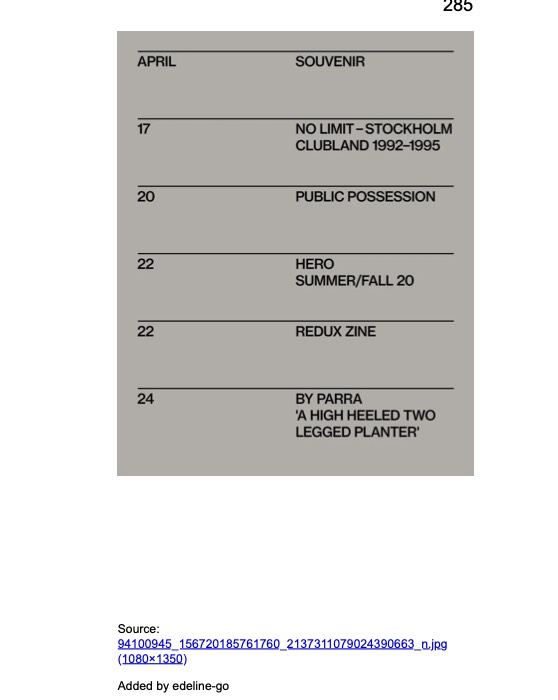 285
APRIL SOUVENIR
17 NO LIMIT – STOCKHOLM
CLUBLAND 1992–1995
20 PUBLIC POSSESSION
22 HERO
SUMMER/FALL 20
22 REDUX ZINE
24 BY PARRA
'A HIGH HEELED TWO
LEGGED PLANTER'
Source:
94100945_156720185761760_2137311079024390663_n.jpg
(1080×1350)
Added by edeline-go